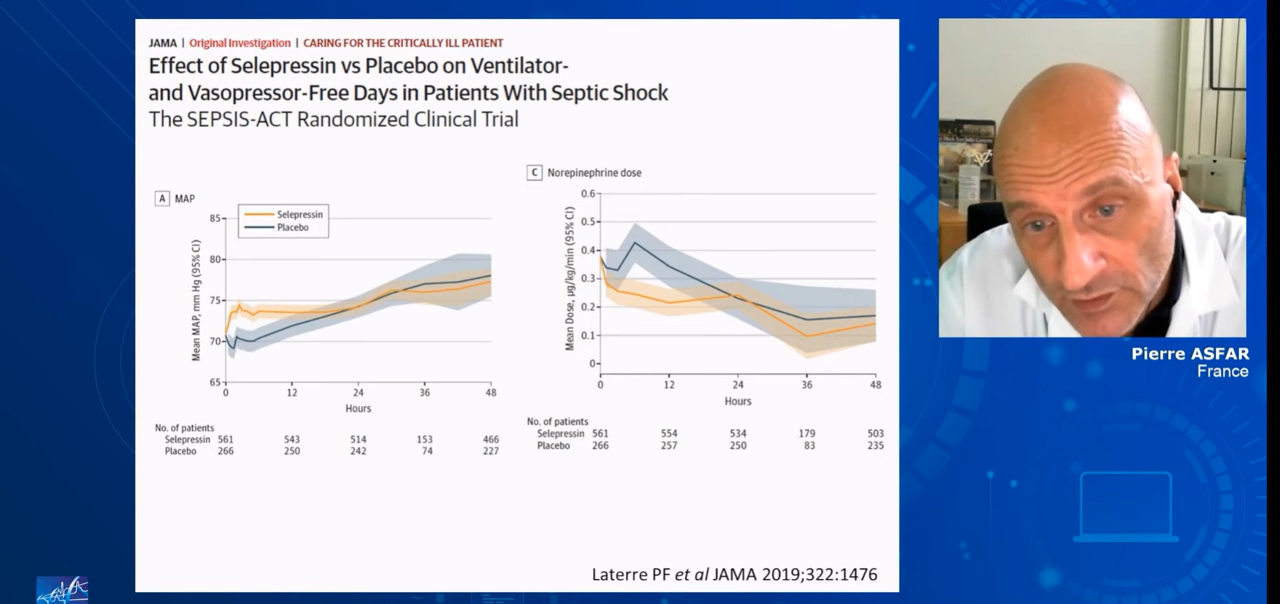 JAMA | Original Investigation | CARING FOR THE CRITICALLY ILL PATIENT
Effect of Selepressin vs Placebo on Ventilator-
and Vasopressor-Free Days in Patients With Septic Shock
The SEPSIS-ACT Randomized Clinical Trial
A MAP
Selepressin
Placebo
Mean MAP, mm Hg (95% CI)
85
80
75
70
65
0 12 24 36 48
Hours
No. of patients
Selepressin 561 543 514 153 466
Placebo 266 250 242 74 227
C Norepinephrine dose
Mean Dose, µg/kg/min (95% CI)
0.6
0.5
0.4
0.3
0.2
0.1
0
0 12 24 36 48
Hours
No. of patients
Selepressin 561 554 534 179 503
Placebo 266 257 250 83 235
Laterre PF et al JAMA 2019;322:1476
Pierre ASFAR
France